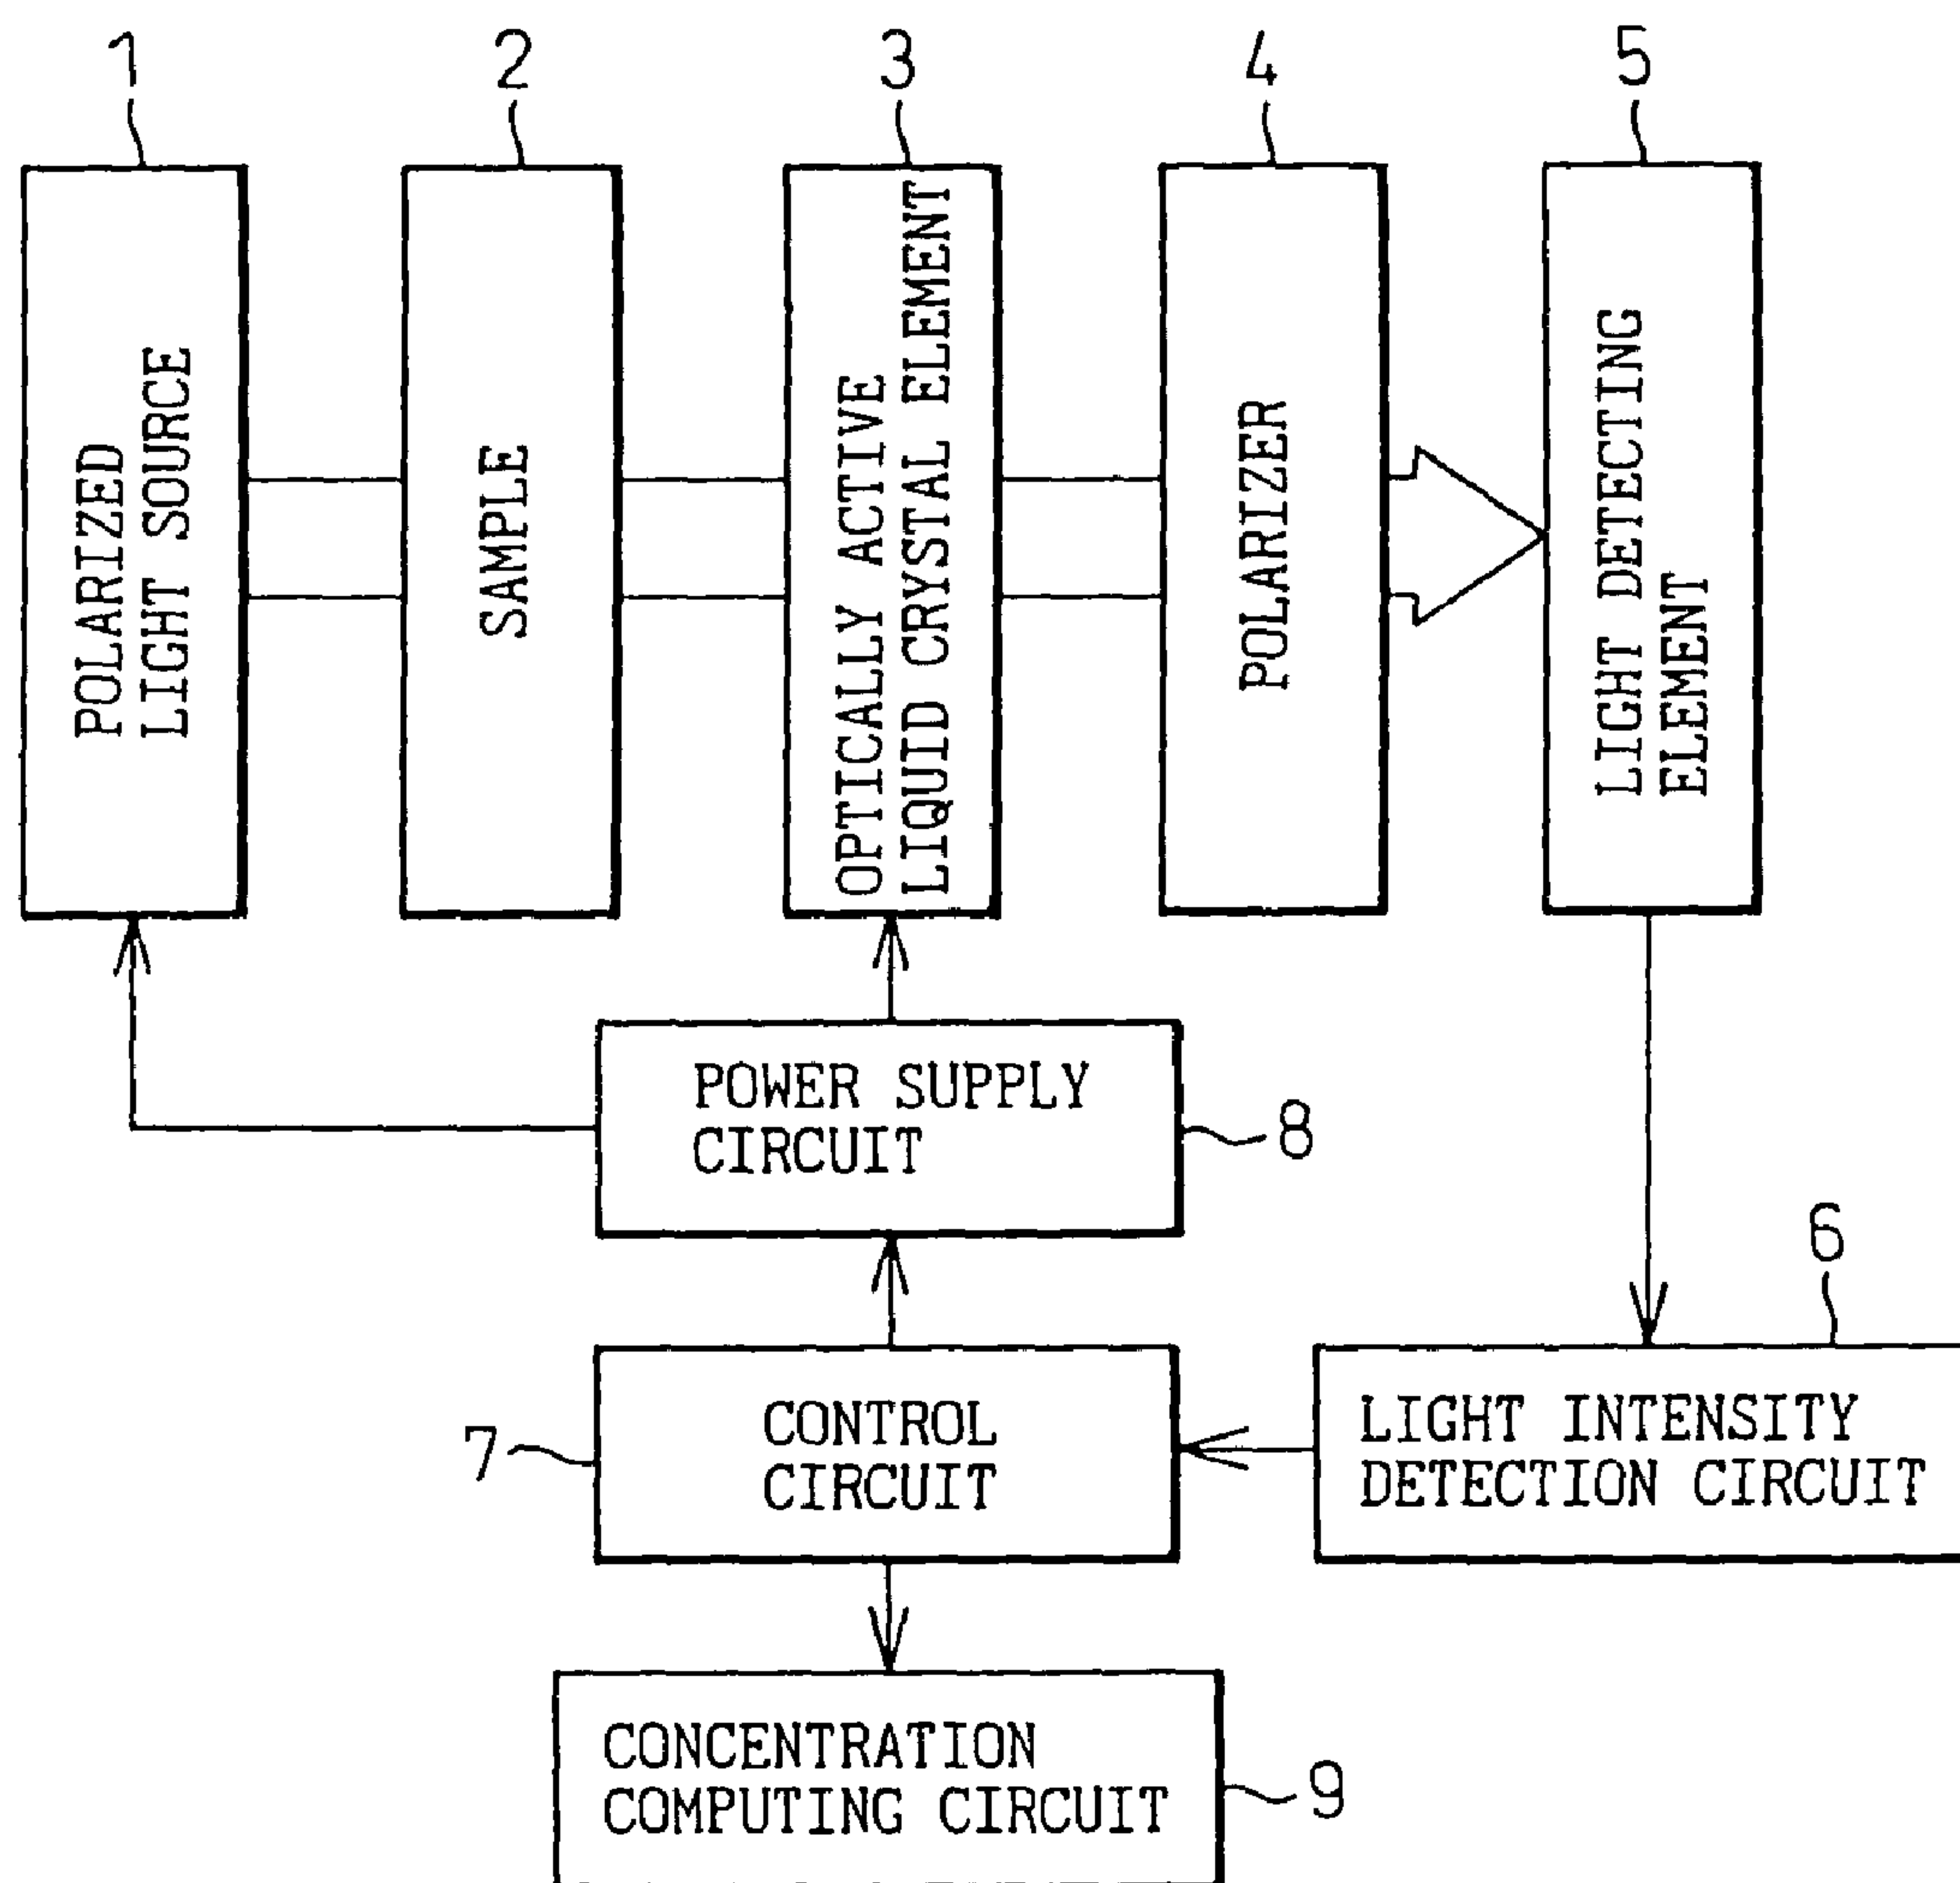 1
2
3
4
5
POLARIZED
LIGHT SOURCE
SAMPLE
OPTICALLY ACTIVE
LIQUID CRYSTAL ELEMENT
POLARIZER
LIGHT DETECTING
ELEMENT
POWER SUPPLY
CIRCUIT
8
6
7
CONTROL
CIRCUIT
LIGHT INTENSITY
DETECTION CIRCUIT
CONCENTRATION
COMPUTING CIRCUIT
9